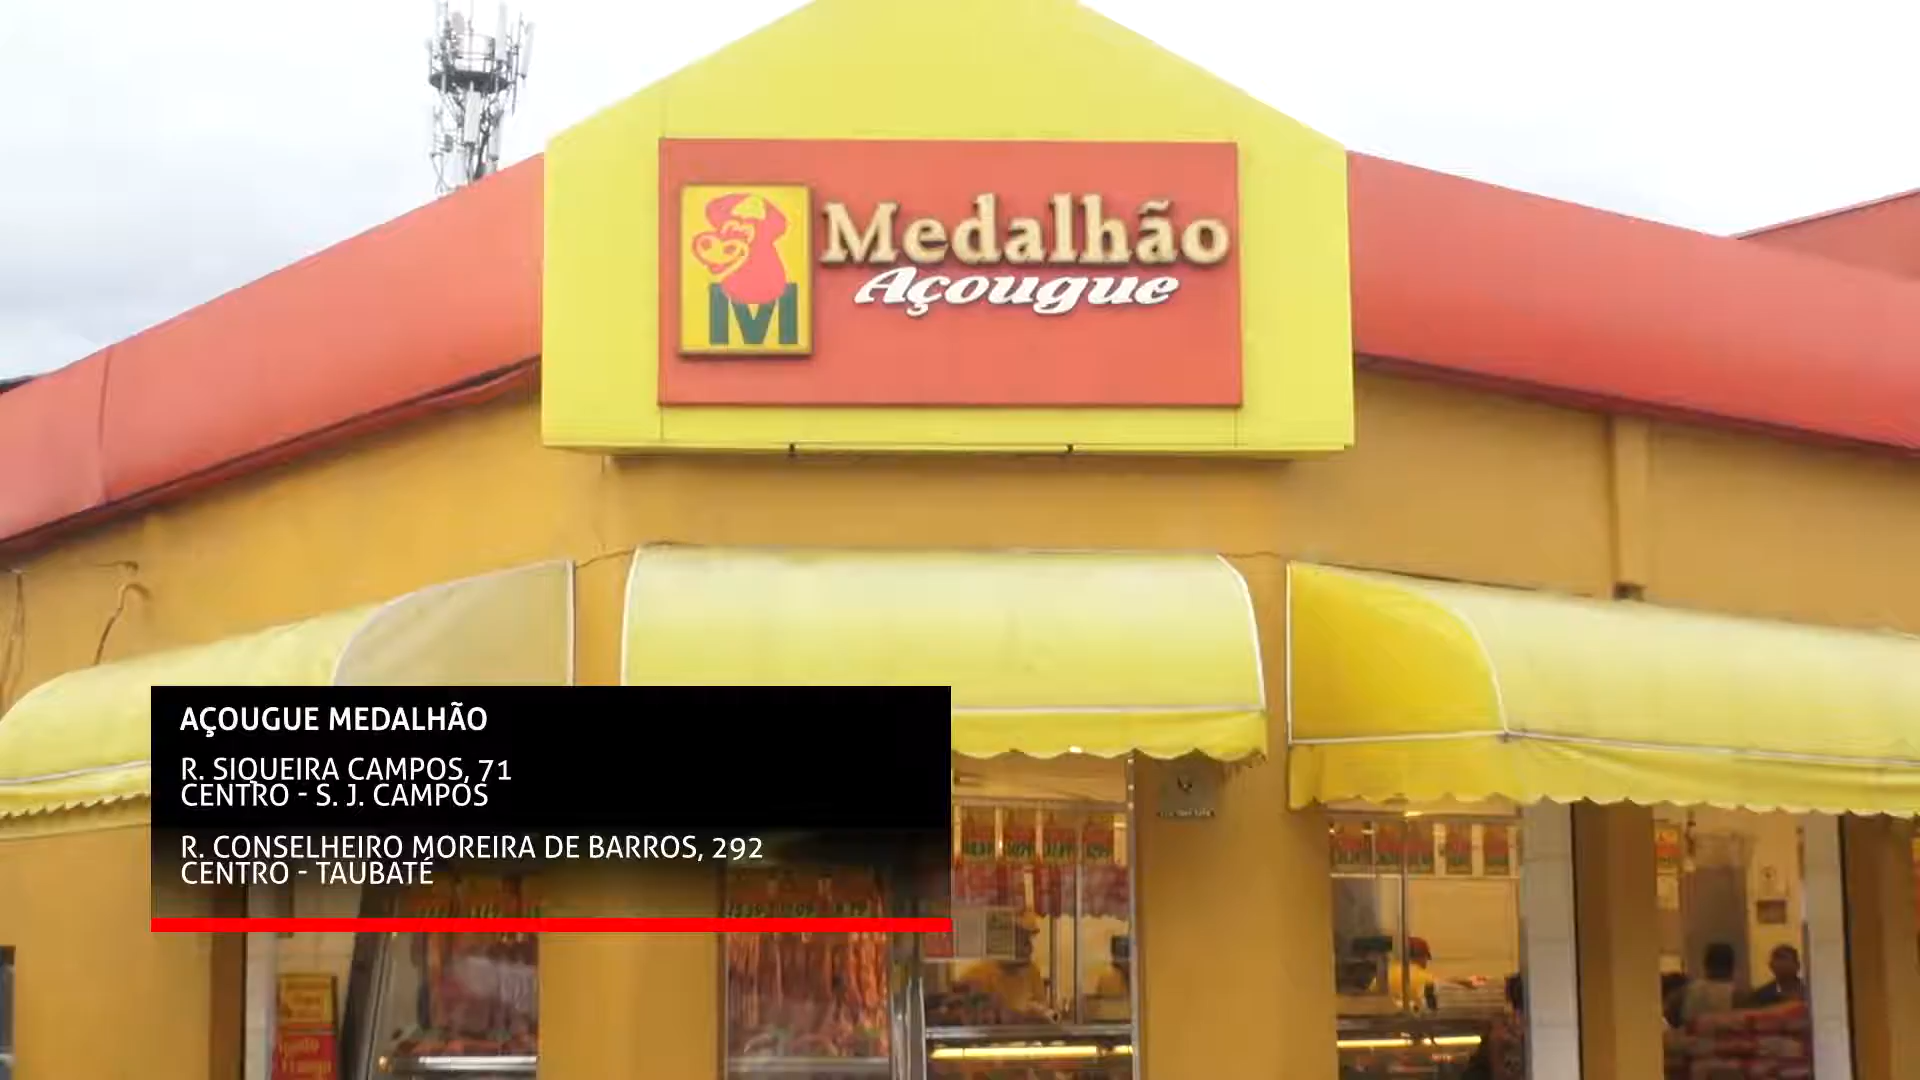 Medalhão
Açougue
M
AÇOUGUE MEDALHÃO
R. SIQUEIRA CAMPOS, 71
CENTRO - S. J. CAMPOS
R. CONSELHEIRO MOREIRA DE BARROS, 292
CENTRO - TAUBATÉ